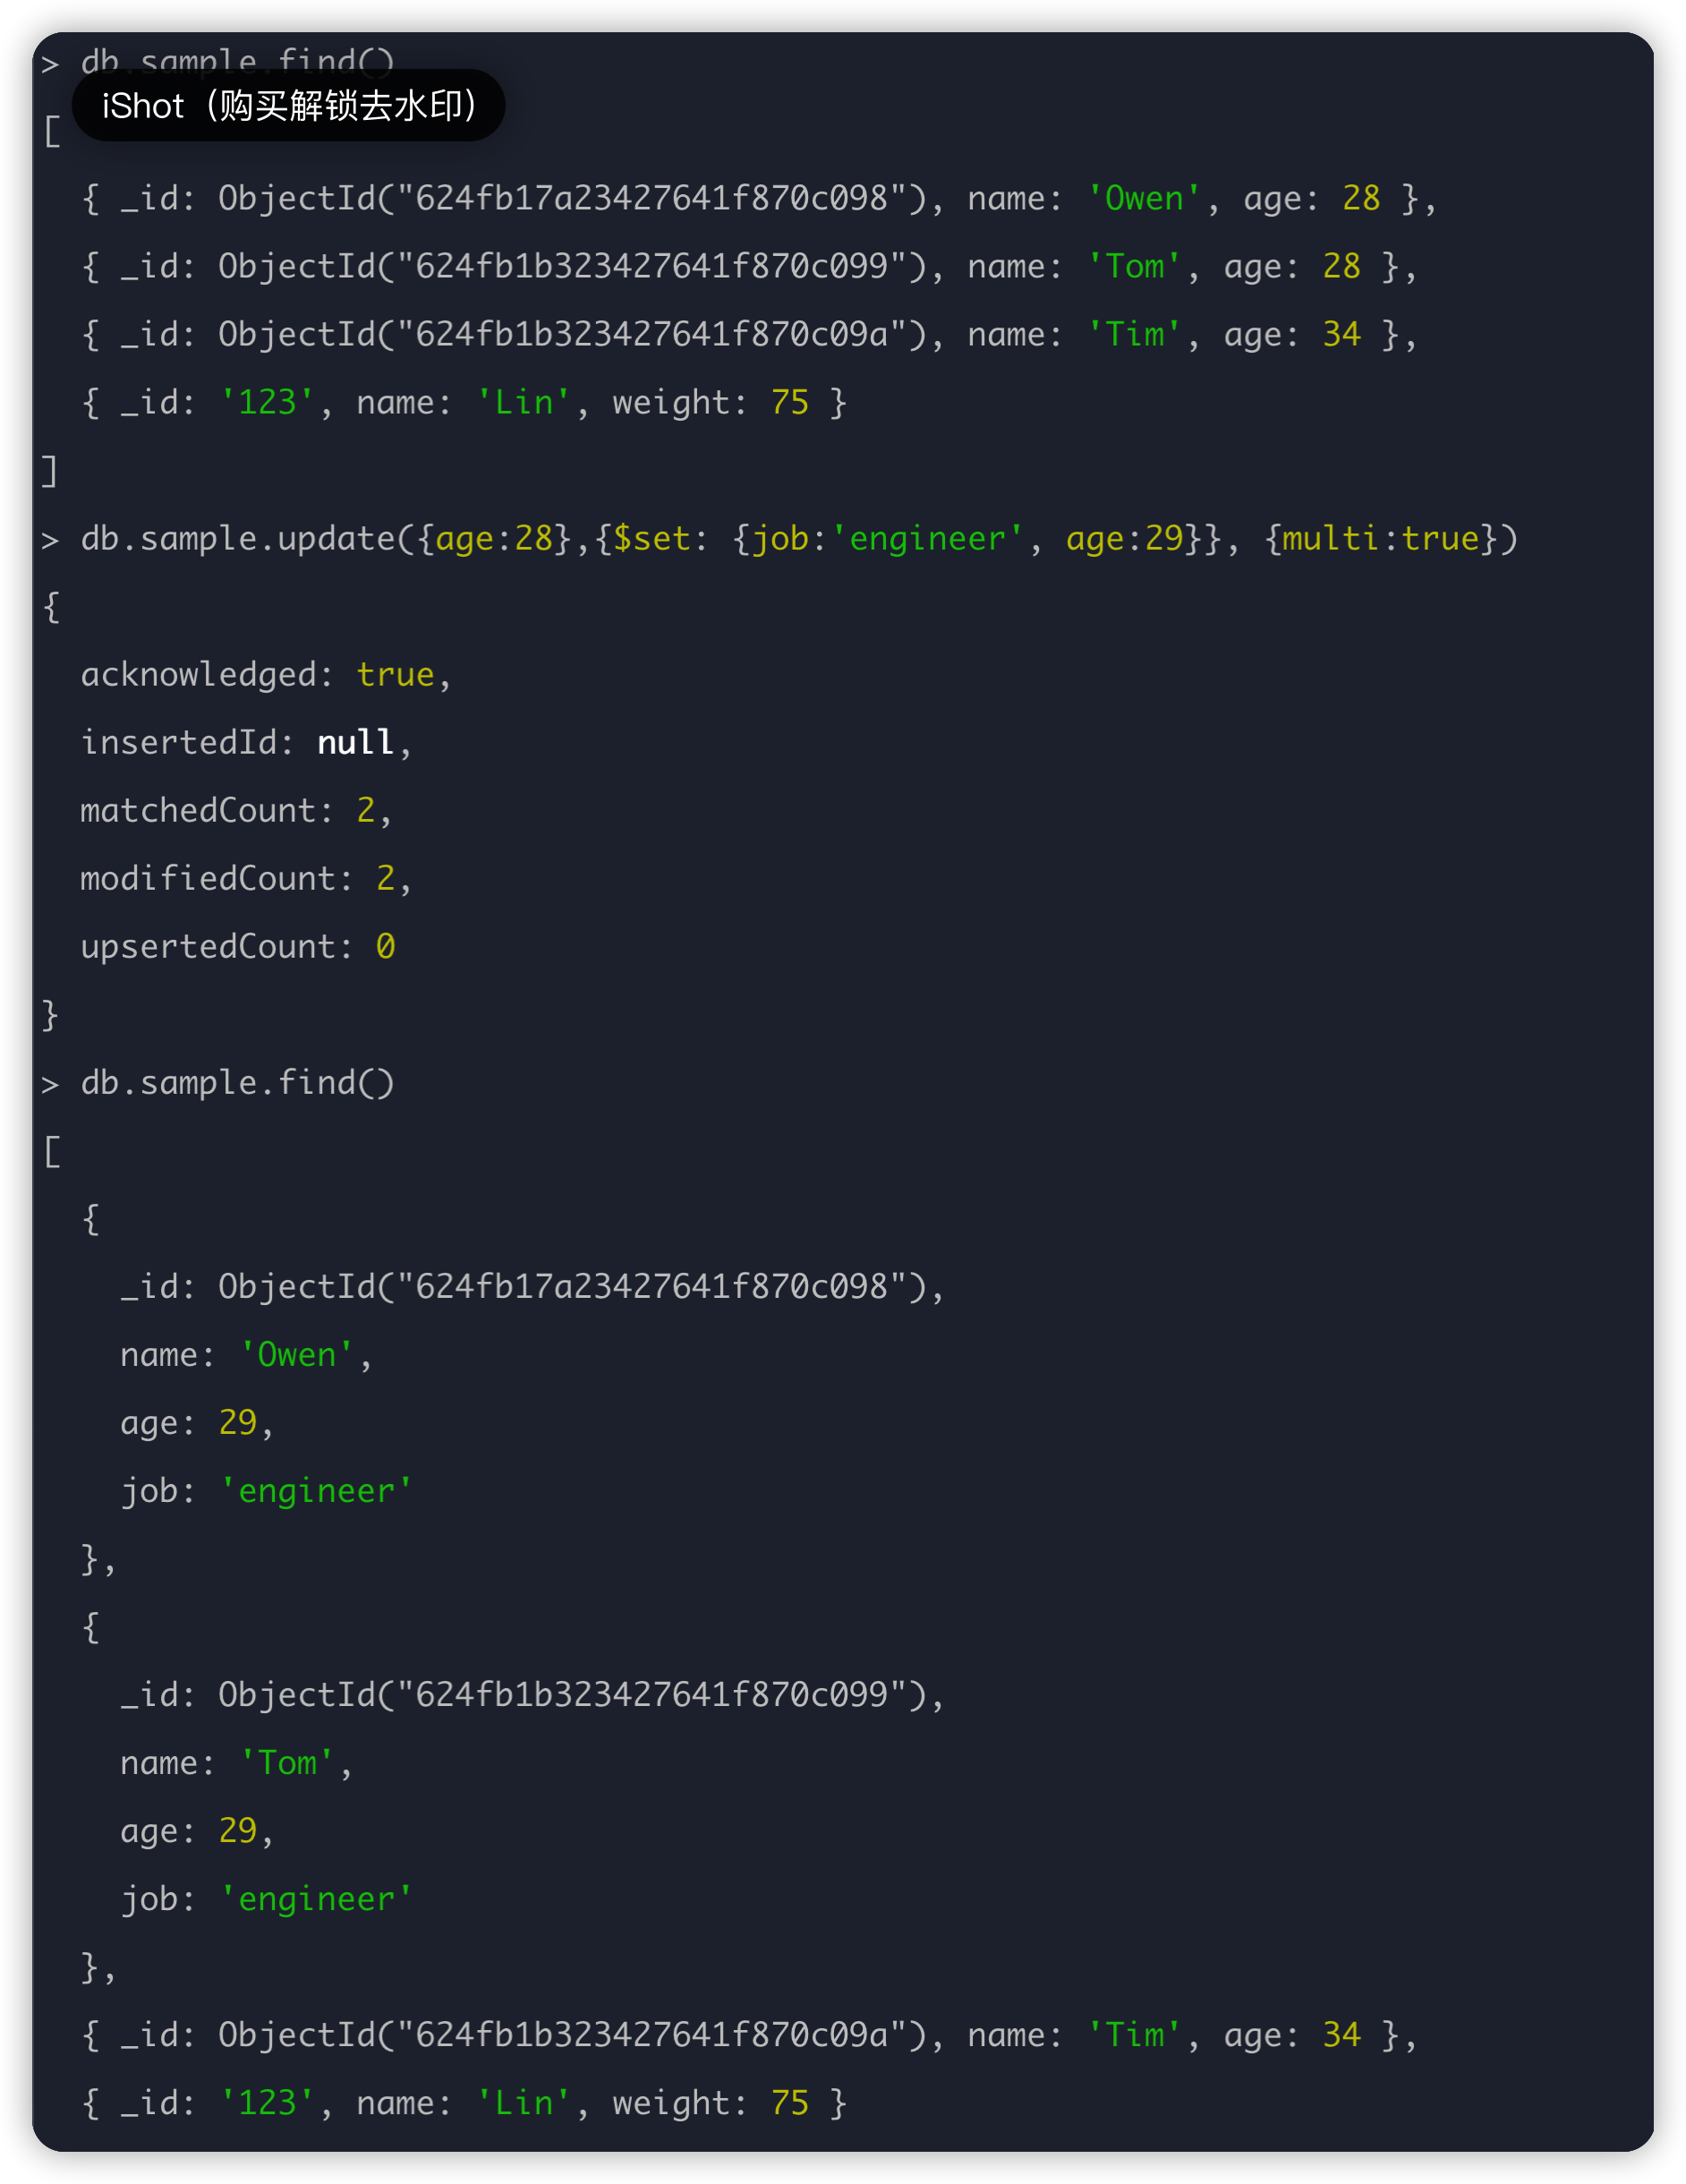 > db.sample.find()
iShot（购买解锁去水印）
[
  { _id: ObjectId("624fb17a23427641f870c098"), name: 'Owen', age: 28 },
  { _id: ObjectId("624fb1b323427641f870c099"), name: 'Tom', age: 28 },
  { _id: ObjectId("624fb1b323427641f870c09a"), name: 'Tim', age: 34 },
  { _id: '123', name: 'Lin', weight: 75 }
]
> db.sample.update({age:28},{$set: {job:'engineer', age:29}}, {multi:true})
{
  acknowledged: true,
  insertedId: null,
  matchedCount: 2,
  modifiedCount: 2,
  upsertedCount: 0
}
> db.sample.find()
[
  {
    _id: ObjectId("624fb17a23427641f870c098"),
    name: 'Owen',
    age: 29,
    job: 'engineer'
  },
  {
    _id: ObjectId("624fb1b323427641f870c099"),
    name: 'Tom',
    age: 29,
    job: 'engineer'
  },
  { _id: ObjectId("624fb1b323427641f870c09a"), name: 'Tim', age: 34 },
  { _id: '123', name: 'Lin', weight: 75 }